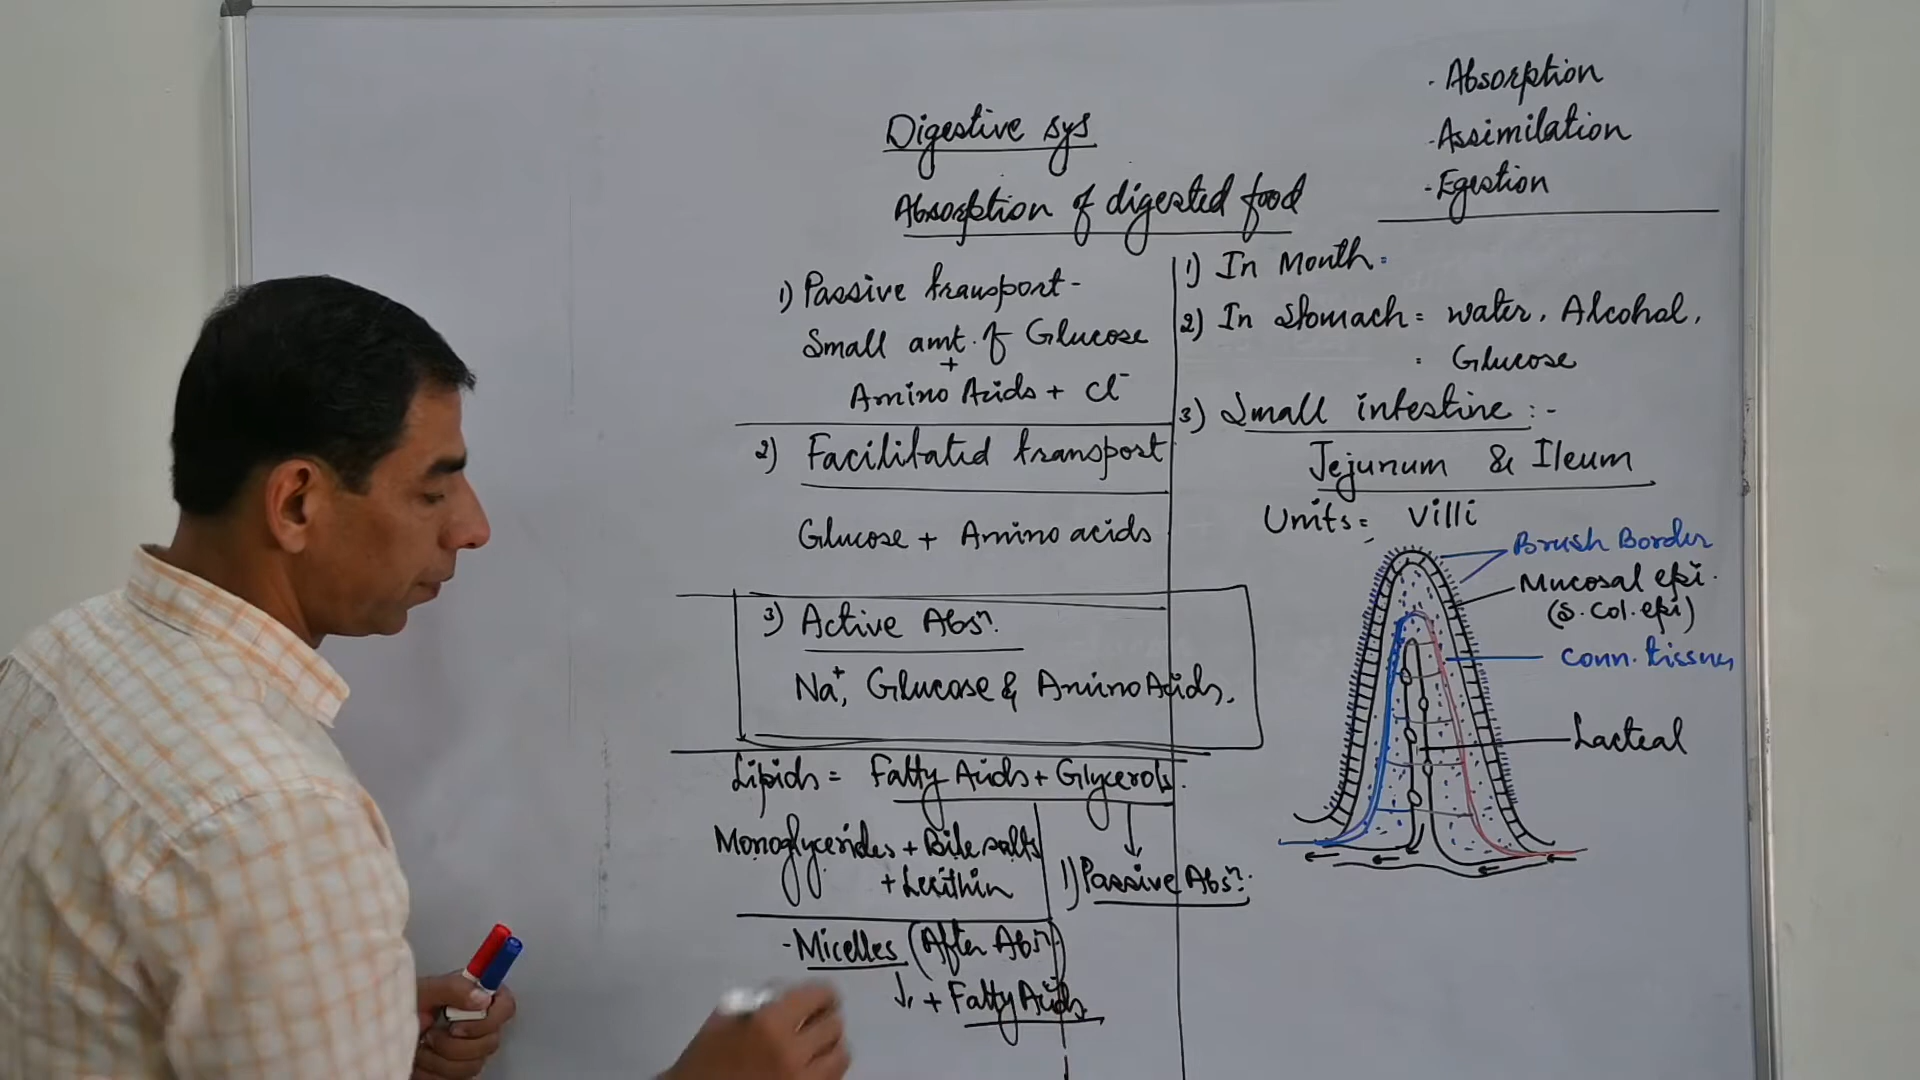 Digestive sys
Absorption of digested food
1) Passive transport-
Small amt. of Glucose
+
Amino Acids + Cl⁻
2) Facilitated transport
Glucose + Amino acids
3) Active Absⁿ.
Na⁺, Glucose & Amino Acids.
Lipids = Fatty Acids + Glycerols.
Monoglycerides + Bile salts
+ Lecithin
1) Passive Absⁿ.
- Micelles (After Absⁿ)
↓ + Fatty Acids
· Absorption
· Assimilation
· Egestion
1) In Mouth =
2) In Stomach = water, Alcohol,
= Glucose
3) Small intestine :-
Jejunum & Ileum
Units = Villi
Brush Border
Mucosal epi.
(S. Col. epi)
Conn. tissues
Lacteal